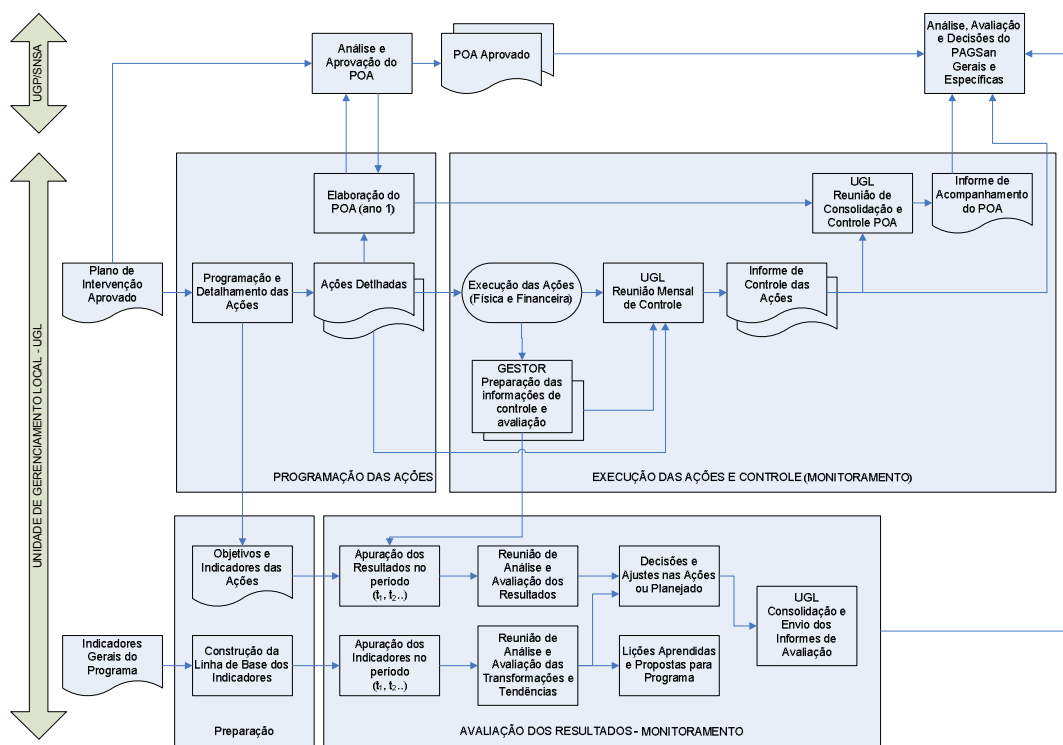 UGP/SNSA
Análise e
Aprovação do
POA
POA Aprovado
Análise, Avaliação
e Decisões do
PAGSan
Gerais e
Específicas
UNIDADE DE GERENCIAMENTO LOCAL - UGL
Elaboração do
POA (ano 1)
UGL
Reunião de
Consolidação e
Controle POA
Informe de
Acompanhamento
do POA
Plano de
Intervenção
Aprovado
Programação e
Detalhamento das
Ações
Ações Detlhadas
Execução das Ações
(Física e Financeira)
UGL
Reunião Mensal
de Controle
Informe de
Controle das
Ações
GESTOR
Preparação das
informações de
controle e
avaliação
PROGRAMAÇÃO DAS AÇÕES
EXECUÇÃO DAS AÇÕES E CONTROLE (MONITORAMENTO)
Objetivos e
Indicadores das
Ações
Apuração dos
Resultados no
período
(t₁, t₂..)
Reunião de
Análise e
Avaliação dos
Resultados
Decisões e
Ajustes nas Ações
ou Planejado
UGL
Consolidação e
Envio dos
Informes de
Avaliação
Indicadores
Gerais do
Programa
Construção da
Linha de Base dos
Indicadores
Apuração dos
Indicadores no
período
(t₁, t₂..)
Reunião de
Análise e
Avaliação das
Transformações e
Tendências
Lições Aprendidas
e Propostas para
Programa
Preparação
AVALIAÇÃO DOS RESULTADOS - MONITORAMENTO